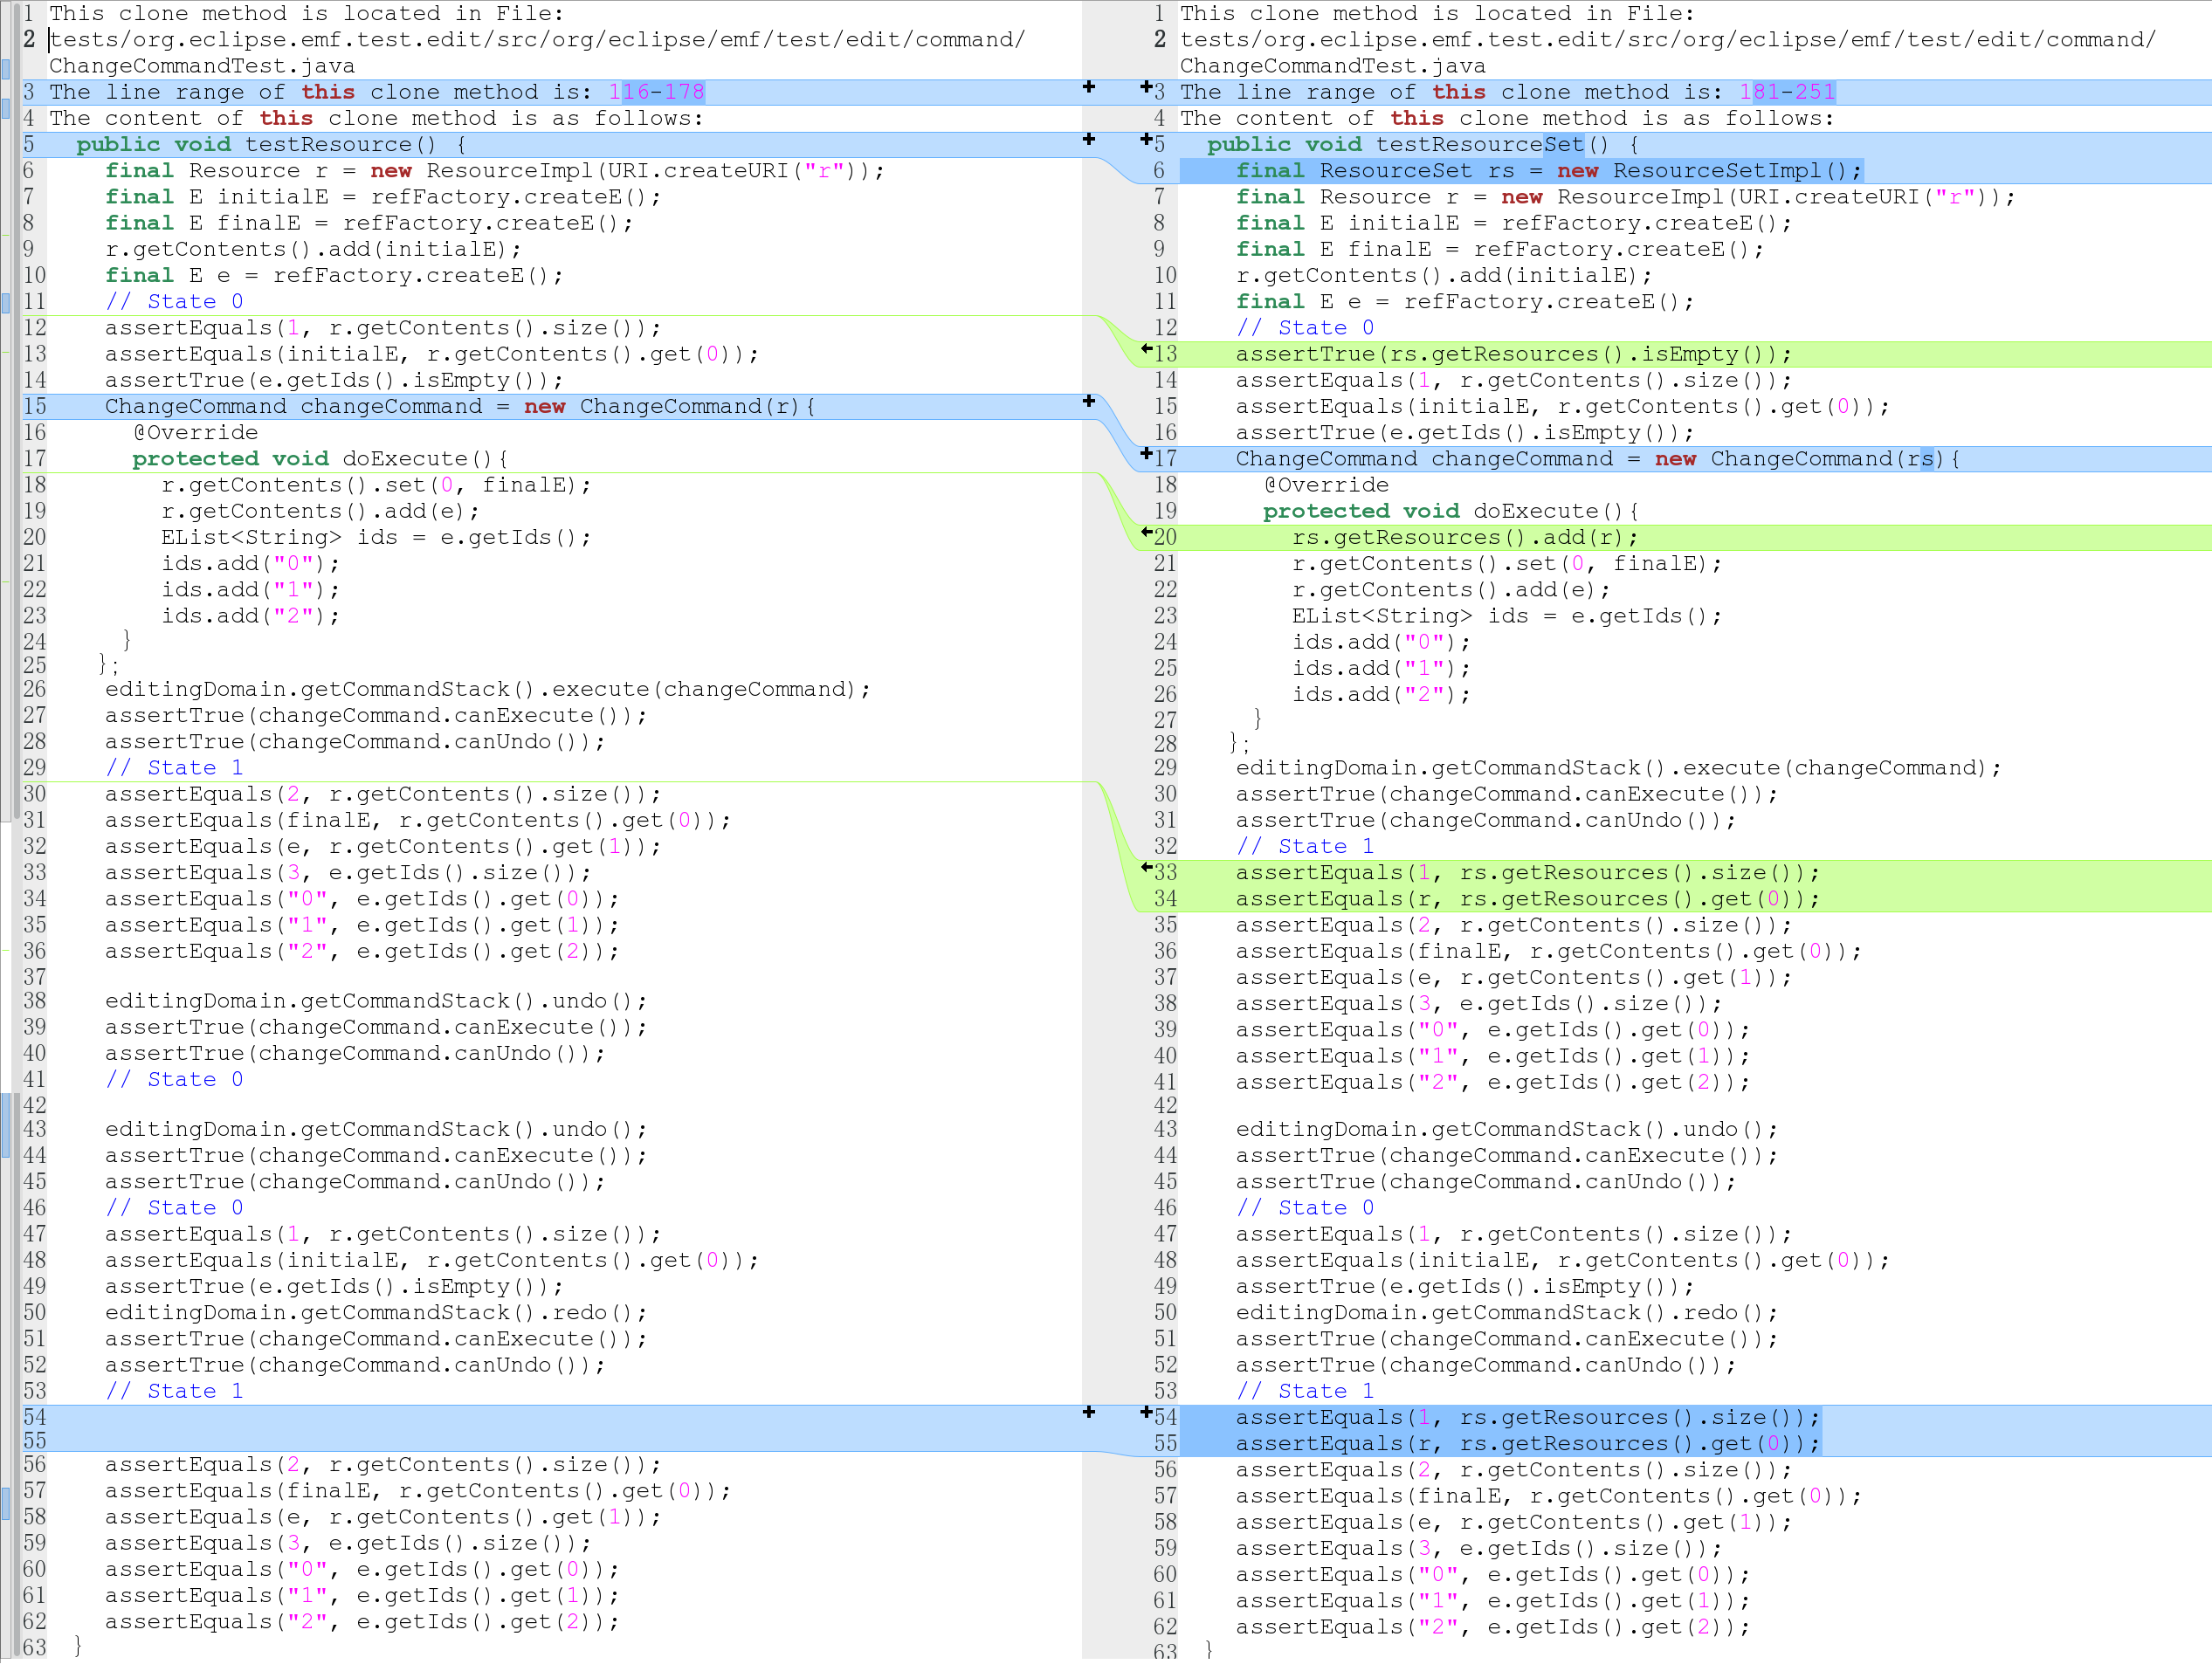 1 This clone method is located in File:
2 tests/org.eclipse.emf.test.edit/src/org/eclipse/emf/test/edit/command/
ChangeCommandTest.java
3 The line range of this clone method is: 116-178
4 The content of this clone method is as follows:
5 public void testResource() {
6 final Resource r = new ResourceImpl(URI.createURI("r"));
7 final E initialE = refFactory.createE();
8 final E finalE = refFactory.createE();
9 r.getContents().add(initialE);
10 final E e = refFactory.createE();
11 // State 0
12 assertEquals(1, r.getContents().size());
13 assertEquals(initialE, r.getContents().get(0));
14 assertTrue(e.getIds().isEmpty());
15 ChangeCommand changeCommand = new ChangeCommand(r){
16 @Override
17 protected void doExecute(){
18 r.getContents().set(0, finalE);
19 r.getContents().add(e);
20 EList<String> ids = e.getIds();
21 ids.add("0");
22 ids.add("1");
23 ids.add("2");
24 }
25 };
26 editingDomain.getCommandStack().execute(changeCommand);
27 assertTrue(changeCommand.canExecute());
28 assertTrue(changeCommand.canUndo());
29 // State 1
30 assertEquals(2, r.getContents().size());
31 assertEquals(finalE, r.getContents().get(0));
32 assertEquals(e, r.getContents().get(1));
33 assertEquals(3, e.getIds().size());
34 assertEquals("0", e.getIds().get(0));
35 assertEquals("1", e.getIds().get(1));
36 assertEquals("2", e.getIds().get(2));
37
38 editingDomain.getCommandStack().undo();
39 assertTrue(changeCommand.canExecute());
40 assertTrue(changeCommand.canUndo());
41 // State 0
42
43 editingDomain.getCommandStack().undo();
44 assertTrue(changeCommand.canExecute());
45 assertTrue(changeCommand.canUndo());
46 // State 0
47 assertEquals(1, r.getContents().size());
48 assertEquals(initialE, r.getContents().get(0));
49 assertTrue(e.getIds().isEmpty());
50 editingDomain.getCommandStack().redo();
51 assertTrue(changeCommand.canExecute());
52 assertTrue(changeCommand.canUndo());
53 // State 1
54
55
56 assertEquals(2, r.getContents().size());
57 assertEquals(finalE, r.getContents().get(0));
58 assertEquals(e, r.getContents().get(1));
59 assertEquals(3, e.getIds().size());
60 assertEquals("0", e.getIds().get(0));
61 assertEquals("1", e.getIds().get(1));
62 assertEquals("2", e.getIds().get(2));
63 }
1 This clone method is located in File:
2 tests/org.eclipse.emf.test.edit/src/org/eclipse/emf/test/edit/command/
ChangeCommandTest.java
3 The line range of this clone method is: 181-251
4 The content of this clone method is as follows:
5 public void testResourceSet() {
6 final ResourceSet rs = new ResourceSetImpl();
7 final Resource r = new ResourceImpl(URI.createURI("r"));
8 final E initialE = refFactory.createE();
9 final E finalE = refFactory.createE();
10 r.getContents().add(initialE);
11 final E e = refFactory.createE();
12 // State 0
13 assertTrue(rs.getResources().isEmpty());
14 assertEquals(1, r.getContents().size());
15 assertEquals(initialE, r.getContents().get(0));
16 assertTrue(e.getIds().isEmpty());
17 ChangeCommand changeCommand = new ChangeCommand(rs){
18 @Override
19 protected void doExecute(){
20 rs.getResources().add(r);
21 r.getContents().set(0, finalE);
22 r.getContents().add(e);
23 EList<String> ids = e.getIds();
24 ids.add("0");
25 ids.add("1");
26 ids.add("2");
27 }
28 };
29 editingDomain.getCommandStack().execute(changeCommand);
30 assertTrue(changeCommand.canExecute());
31 assertTrue(changeCommand.canUndo());
32 // State 1
33 assertEquals(1, rs.getResources().size());
34 assertEquals(r, rs.getResources().get(0));
35 assertEquals(2, r.getContents().size());
36 assertEquals(finalE, r.getContents().get(0));
37 assertEquals(e, r.getContents().get(1));
38 assertEquals(3, e.getIds().size());
39 assertEquals("0", e.getIds().get(0));
40 assertEquals("1", e.getIds().get(1));
41 assertEquals("2", e.getIds().get(2));
42
43 editingDomain.getCommandStack().undo();
44 assertTrue(changeCommand.canExecute());
45 assertTrue(changeCommand.canUndo());
46 // State 0
47 assertEquals(1, r.getContents().size());
48 assertEquals(initialE, r.getContents().get(0));
49 assertTrue(e.getIds().isEmpty());
50 editingDomain.getCommandStack().redo();
51 assertTrue(changeCommand.canExecute());
52 assertTrue(changeCommand.canUndo());
53 // State 1
54 assertEquals(1, rs.getResources().size());
55 assertEquals(r, rs.getResources().get(0));
56 assertEquals(2, r.getContents().size());
57 assertEquals(finalE, r.getContents().get(0));
58 assertEquals(e, r.getContents().get(1));
59 assertEquals(3, e.getIds().size());
60 assertEquals("0", e.getIds().get(0));
61 assertEquals("1", e.getIds().get(1));
62 assertEquals("2", e.getIds().get(2));
63 }